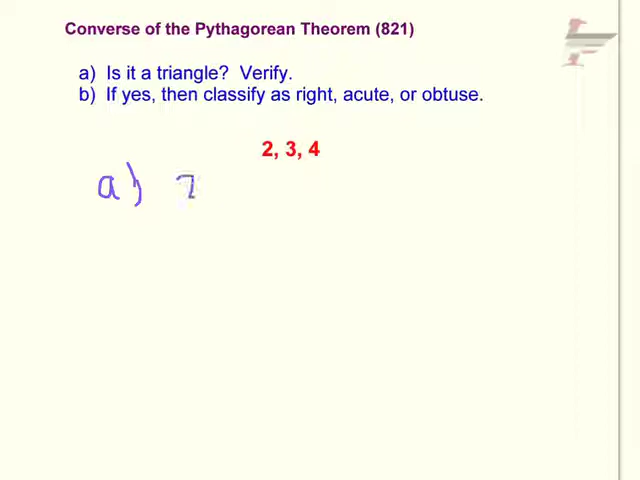 Converse of the Pythagorean Theorem (821)
a) Is it a triangle? Verify.
b) If yes, then classify as right, acute, or obtuse.
2, 3, 4
a) 2